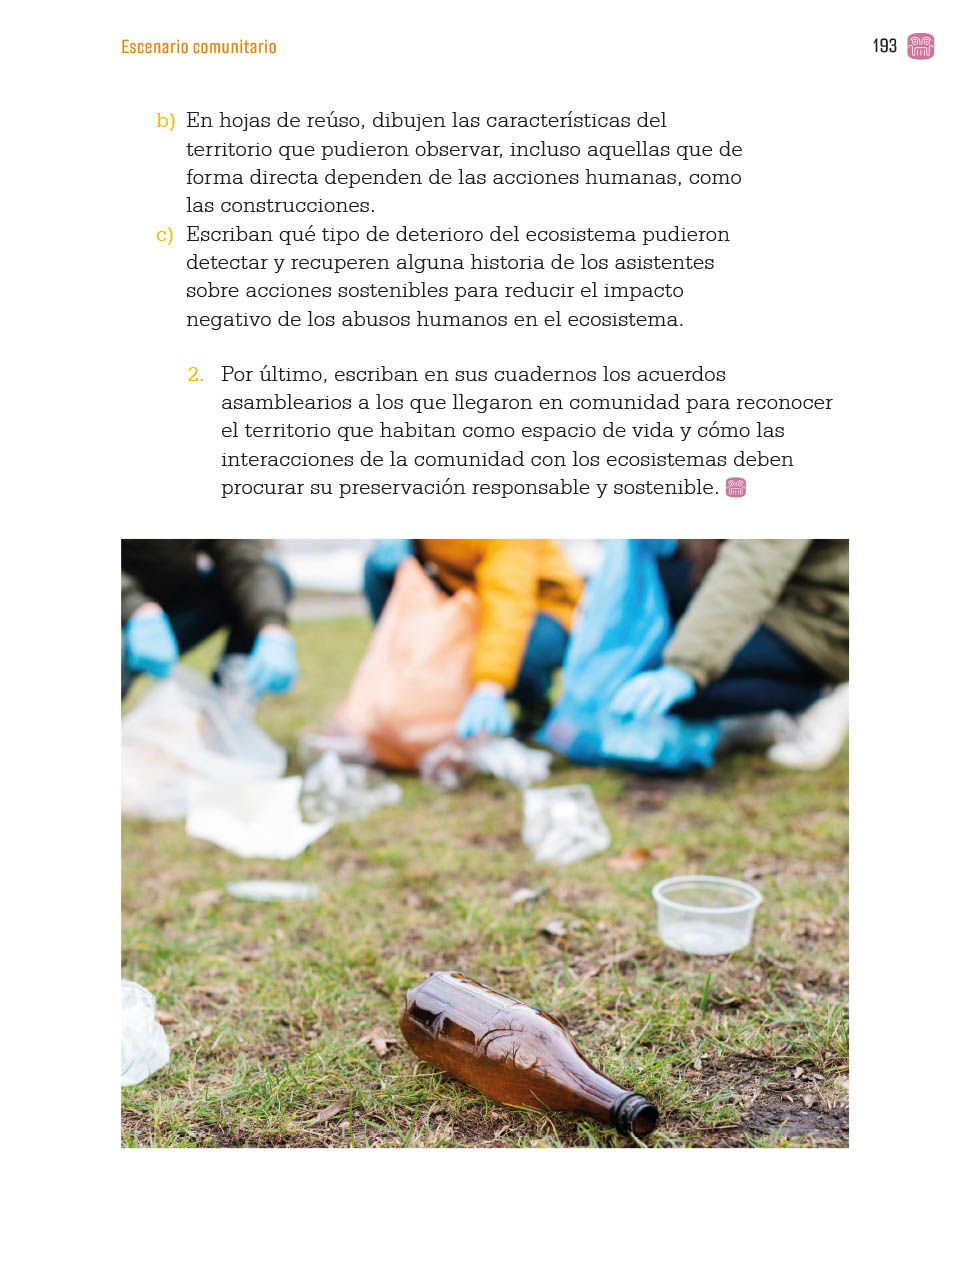 Escenario comunitario
193
b) En hojas de reúso, dibujen las características del
territorio que pudieron observar, incluso aquellas que de
forma directa dependen de las acciones humanas, como
las construcciones.
c) Escriban qué tipo de deterioro del ecosistema pudieron
detectar y recuperen alguna historia de los asistentes
sobre acciones sostenibles para reducir el impacto
negativo de los abusos humanos en el ecosistema.
2. Por último, escriban en sus cuadernos los acuerdos
asamblearios a los que llegaron en comunidad para reconocer
el territorio que habitan como espacio de vida y cómo las
interacciones de la comunidad con los ecosistemas deben
procurar su preservación responsable y sostenible.